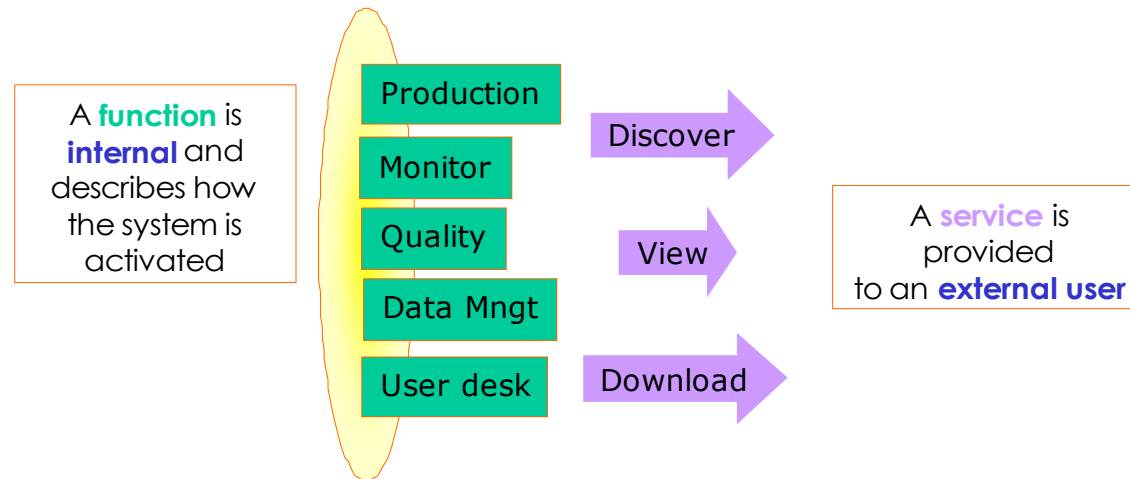 A function is
internal and
describes how
the system is
activated
Production
Monitor
Quality
Data Mngt
User desk
Discover
View
Download
A service is
provided
to an external user